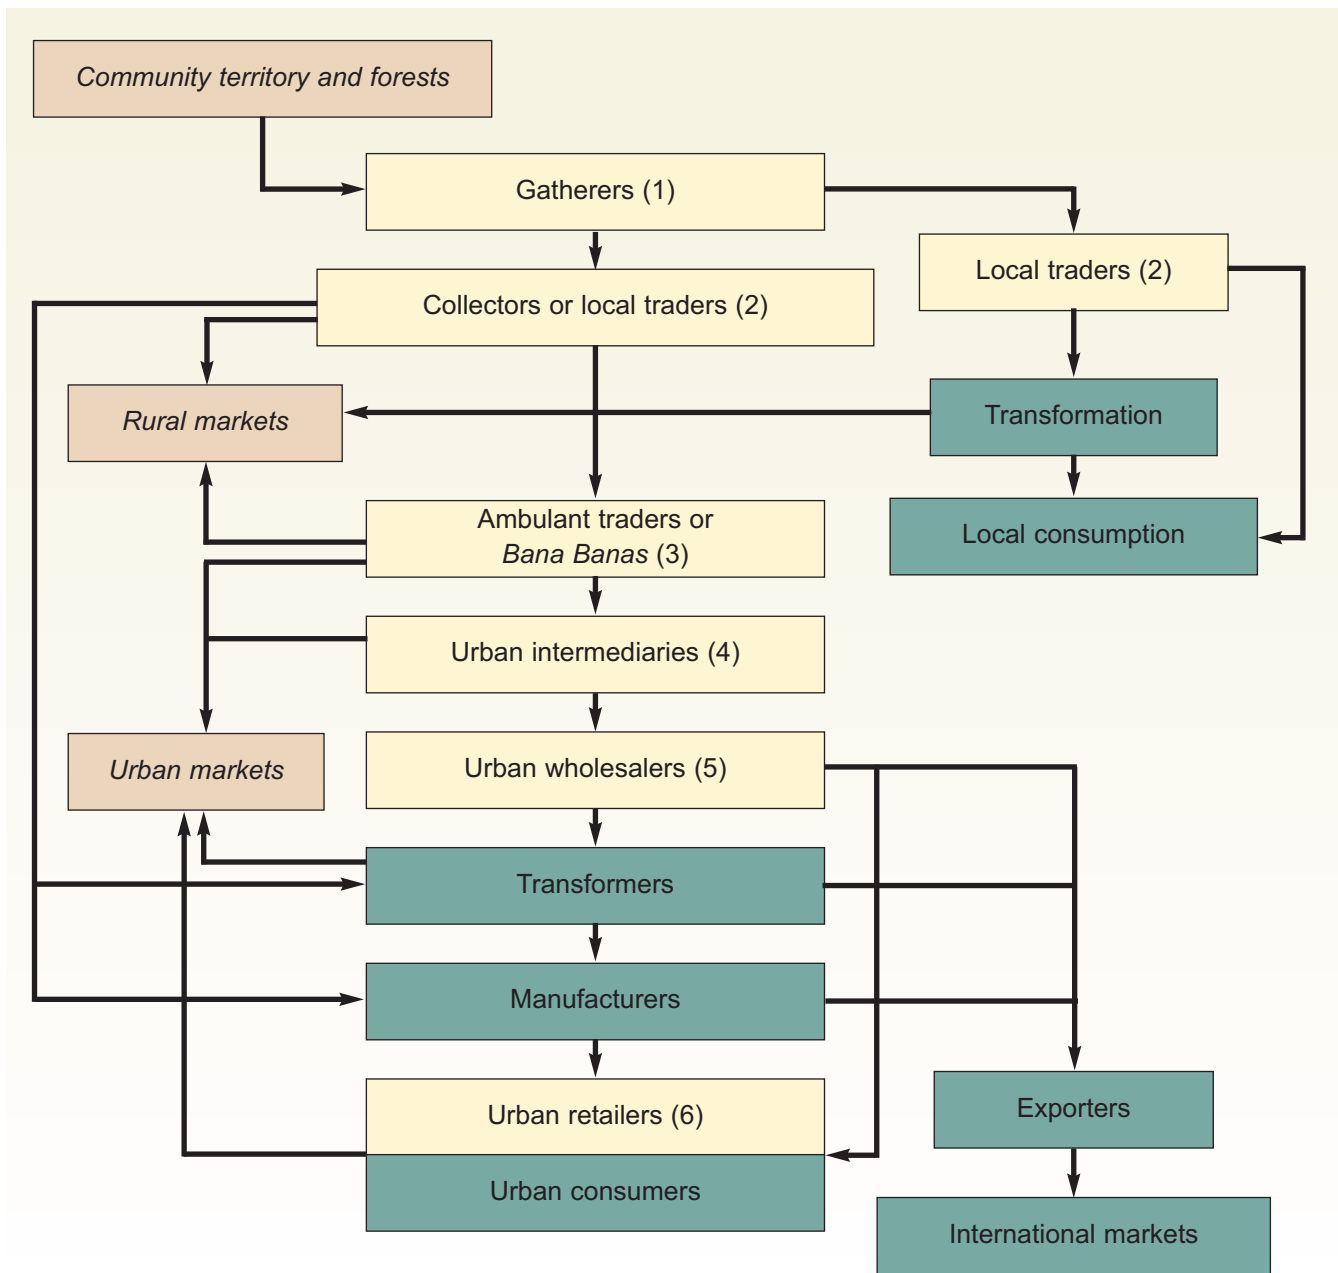 Community territory and forests
Gatherers (1)
Local traders (2)
Collectors or local traders (2)
Rural markets
Transformation
Ambulant traders or
Bana Banas (3)
Local consumption
Urban intermediaries (4)
Urban markets
Urban wholesalers (5)
Transformers
Manufacturers
Urban retailers (6)
Exporters
Urban consumers
International markets